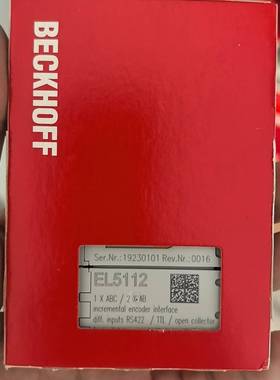 BECKHOFF
Ser.Nr.: 19230101 Rev.Nr.: 0016
EL5112
1 X ABC / 2 X AB
incremental encoder interface
diff. inputs RS422 / TTL / open collector